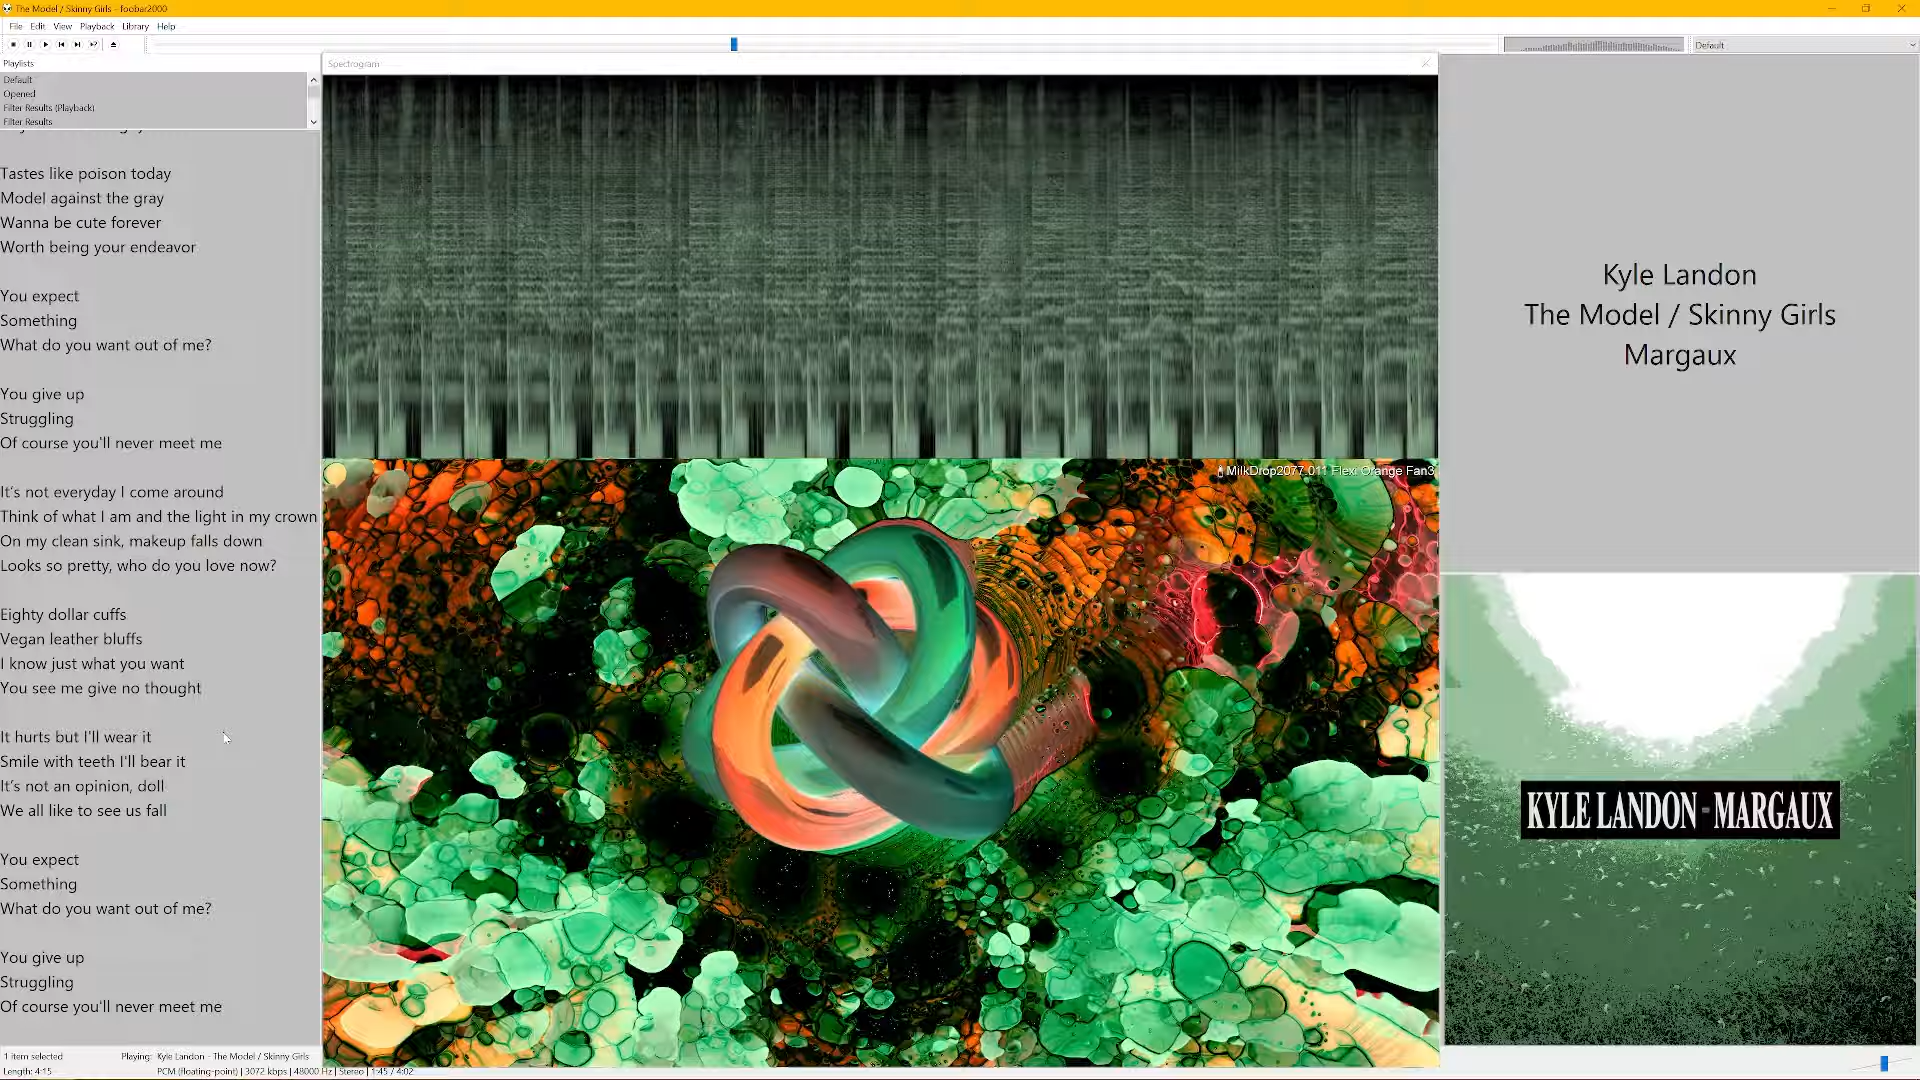 The Model / Skinny Girls - foobar2000
File Edit View Playback Library Help
Default
Playlists
Default
Opened
Filter Results (Playback)
Filter Results
Tastes like poison today
Model against the gray
Wanna be cute forever
Worth being your endeavor
You expect
Something
What do you want out of me?
You give up
Struggling
Of course you'll never meet me
It's not everyday I come around
Think of what I am and the light in my crown
On my clean sink, makeup falls down
Looks so pretty, who do you love now?
Eighty dollar cuffs
Vegan leather bluffs
I know just what you want
You see me give no thought
It hurts but I'll wear it
Smile with teeth I'll bear it
It's not an opinion, doll
We all like to see us fall
You expect
Something
What do you want out of me?
You give up
Struggling
Of course you'll never meet me
Spectrogram
MilkDrop2077.011 Flexi Orange Fan3
Kyle Landon
The Model / Skinny Girls
Margaux
KYLE LANDON - MARGAUX
1 item selected Playing: Kyle Landon - The Model / Skinny Girls
Length: 4:15 PCM (floating-point) | 3072 kbps | 48000 Hz | Stereo | 1:45 / 4:02